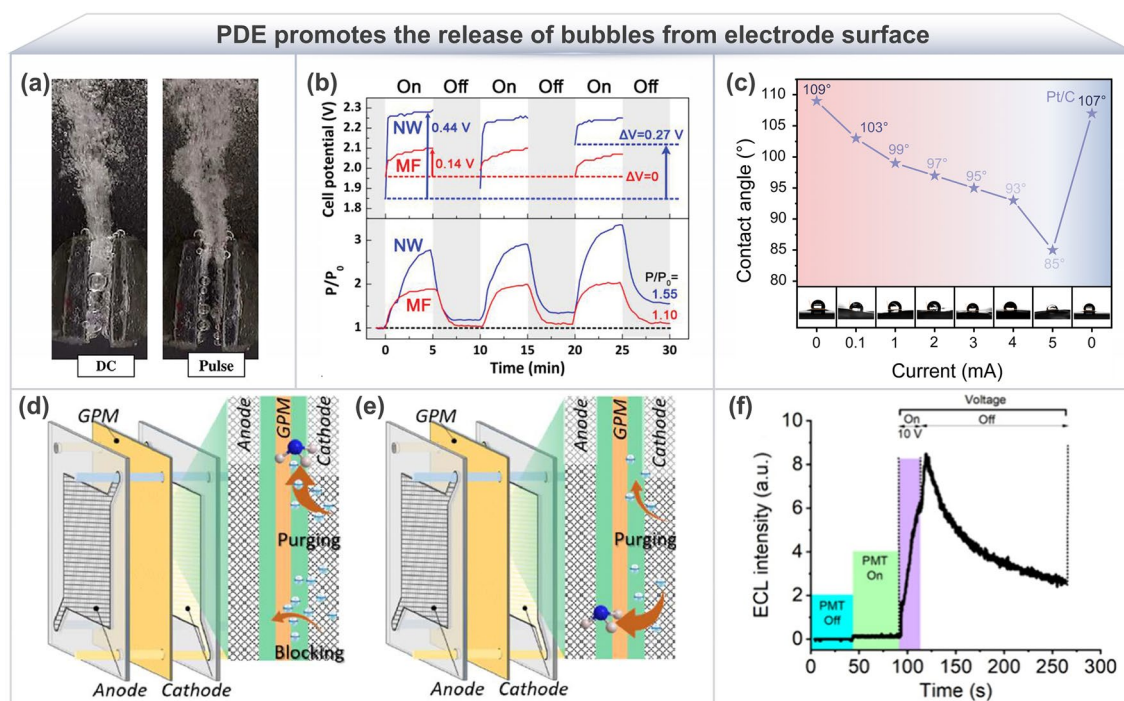 PDE promotes the release of bubbles from electrode surface
(a)
DC
Pulse
(b)
On Off On Off On Off
Cell potential (V)
2.3
2.2
2.1
2.0
1.9
1.8
NW
0.44 V
MF
0.14 V
ΔV=0.27 V
ΔV=0
P/P0
3
2
1
NW
MF
P/P0=
1.55
1.10
0 5 10 15 20 25 30
Time (min)
(c)
Contact angle (°)
110
105
100
95
90
85
80
109°
103°
99°
97°
95°
93°
85°
Pt/C
107°
0 0.1 1 2 3 4 5 0
Current (mA)
(d)
GPM
Anode
Cathode
Anode
GPM
Cathode
Purging
Blocking
(e)
GPM
Anode
Cathode
Anode
GPM
Cathode
Purging
(f)
ECL intensity (a.u.)
10
8
6
4
2
0
Voltage
On Off
10 V
PMT
Off
PMT
On
0 50 100 150 200 250 300
Time (s)